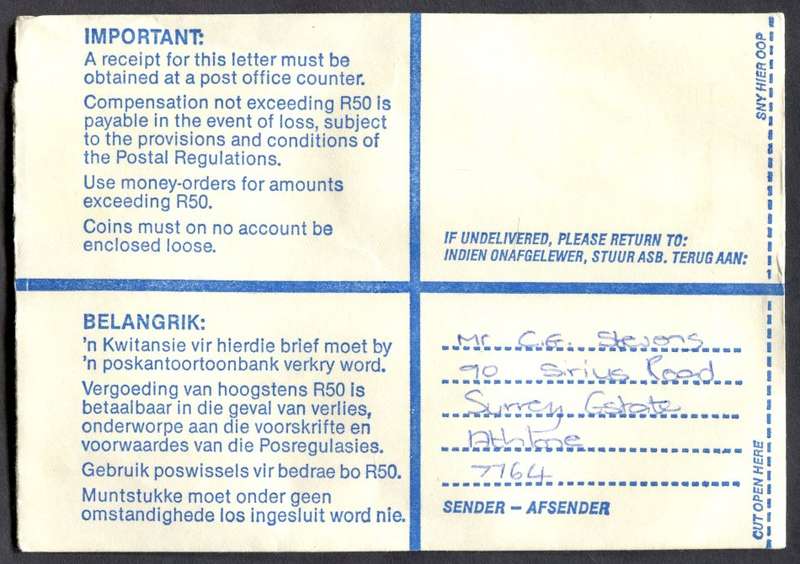 IMPORTANT:
A receipt for this letter must be
obtained at a post office counter.
Compensation not exceeding R50 is
payable in the event of loss, subject
to the provisions and conditions of
the Postal Regulations.
Use money-orders for amounts
exceeding R50.
Coins must on no account be
enclosed loose.
SNY HIER OOP
IF UNDELIVERED, PLEASE RETURN TO:
INDIEN ONAFGELEWER, STUUR ASB. TERUG AAN:
BELANGRIK:
'n Kwitansie vir hierdie brief moet by
'n poskantoortoonbank verkry word.
Vergoeding van hoogstens R50 is
betaalbaar in die geval van verlies,
onderworpe aan die voorskrifte en
voorwaardes van die Posregulasies.
Gebruik poswissels vir bedrae bo R50.
Muntstukke moet onder geen
omstandighede los ingesluit word nie.
Mr C.E. Stevens
90 Sirius Road
Surrey Estate
Athlone
7764
SENDER – AFSENDER
CUT OPEN HERE